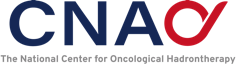 CNAO
The National Center for Oncological Hadrontherapy